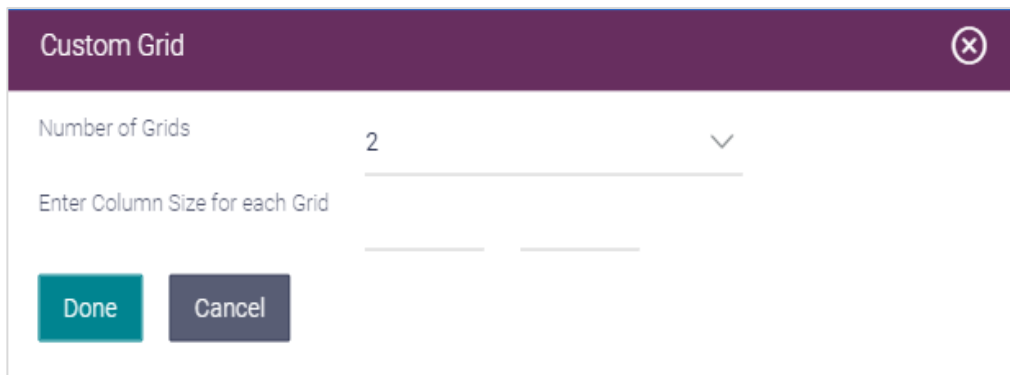 Custom Grid
Number of Grids
2
Enter Column Size for each Grid
Done Cancel